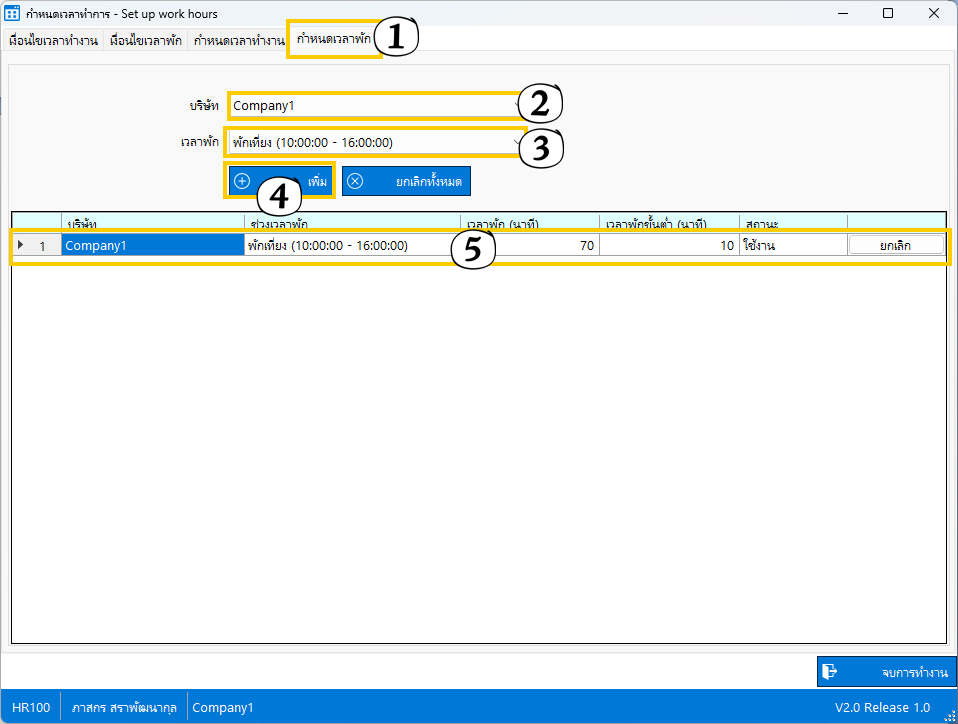 กำหนดเวลาทำการ - Set up work hours
เงื่อนไขเวลาทำงาน เงื่อนไขเวลาพัก กำหนดเวลาทำงาน กำหนดเวลาพัก 1
บริษัท Company1 2
เวลาพัก พักเที่ยง (10:00:00 - 16:00:00) 3
4 เพิ่ม ยกเลิกทั้งหมด
บริษัท ช่วงเวลาพัก เวลาพัก (นาที) เวลาพักขั้นต่ำ (นาที) สถานะ
1 Company1 พักเที่ยง (10:00:00 - 16:00:00) 5 70 10 ใช้งาน ยกเลิก
จบการทำงาน
HR100 ภาสกร สราพัฒนากุล Company1 V2.0 Release 1.0